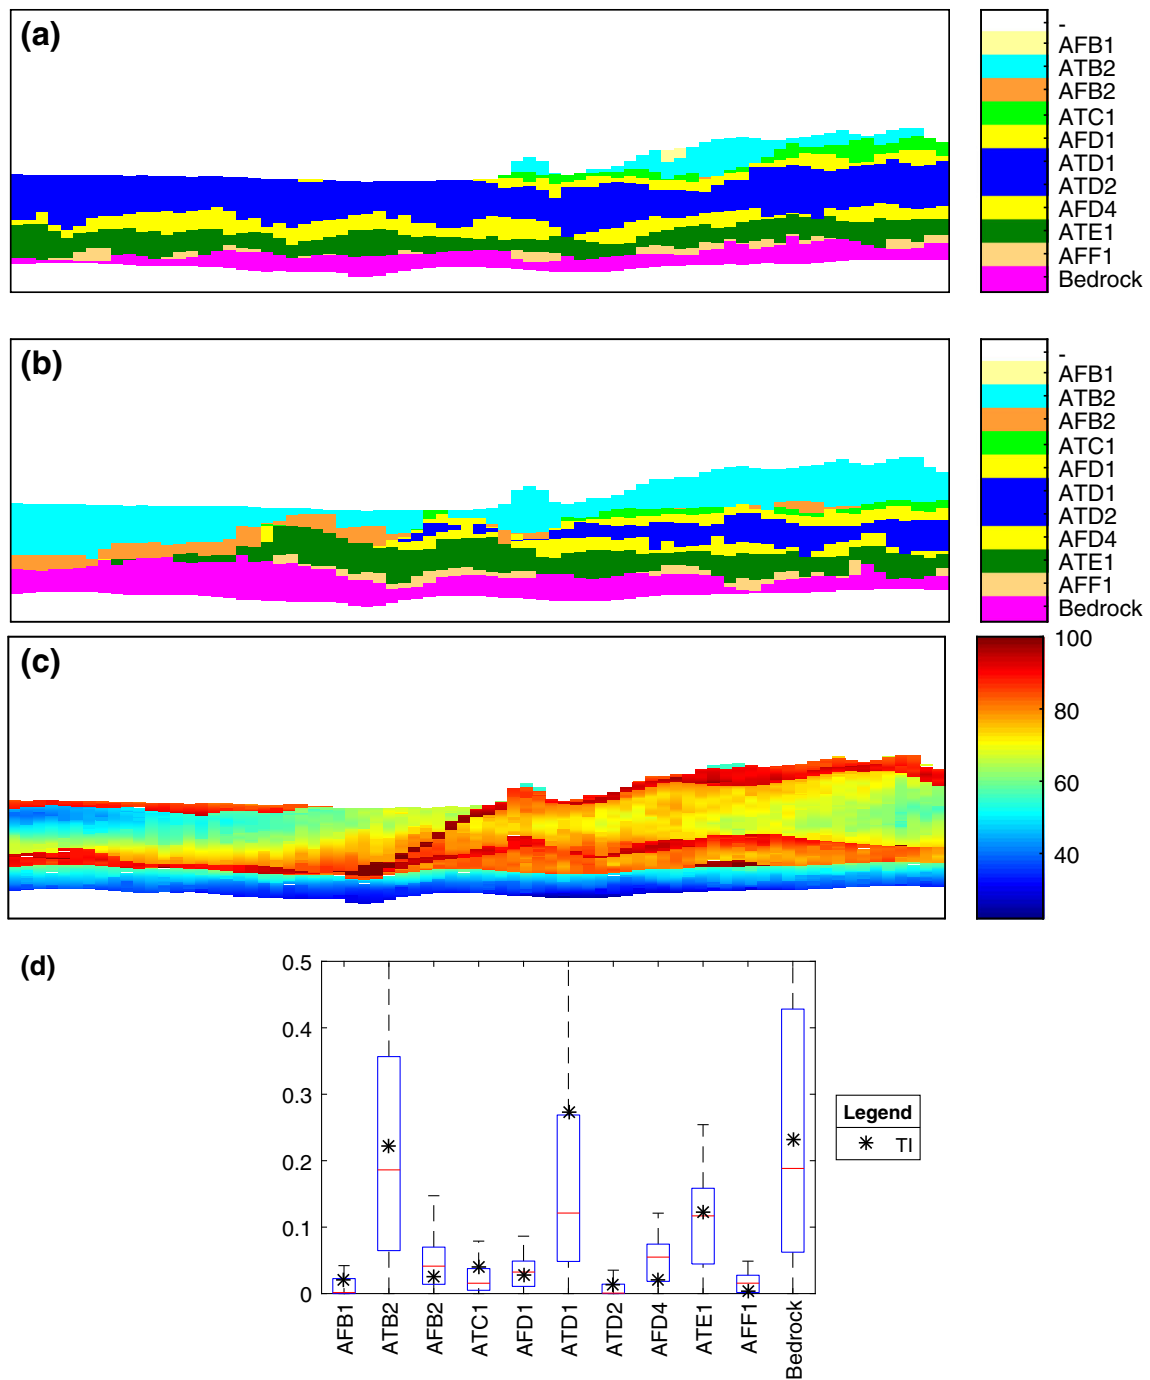 (a)
-
AFB1
ATB2
AFB2
ATC1
AFD1
ATD1
ATD2
AFD4
ATE1
AFF1
Bedrock
(b)
-
AFB1
ATB2
AFB2
ATC1
AFD1
ATD1
ATD2
AFD4
ATE1
AFF1
Bedrock
(c)
100
80
60
40
(d)
0.5
0.4
0.3
0.2
0.1
0
AFB1
ATB2
AFB2
ATC1
AFD1
ATD1
ATD2
AFD4
ATE1
AFF1
Bedrock
Legend
TI